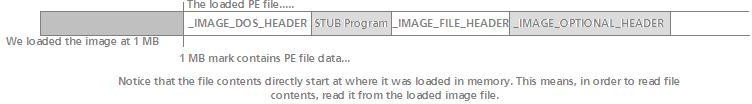 The loaded PE file.....
_IMAGE_DOS_HEADER STUB Program _IMAGE_FILE_HEADER _IMAGE_OPTIONAL_HEADER
We loaded the image at 1 MB
1 MB mark contains PE file data...
Notice that the file contents directly start at where it was loaded in memory. This means, in order to read file
contents, read it from the loaded image file.